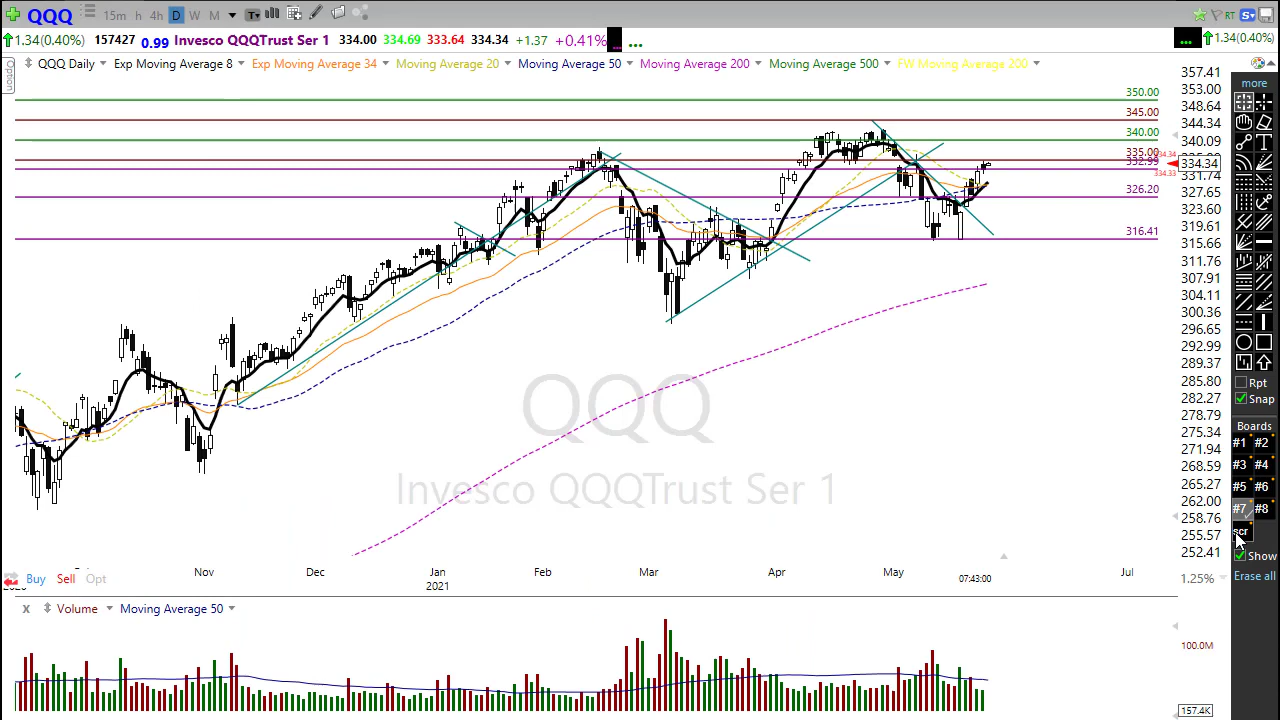 QQQ 15m h 4h D W M T RT S
1.34(0.40%) 157427 0.99 Invesco QQQTrust Ser 1 334.00 334.69 333.64 334.34 +1.37 +0.41% ... ... 1.34(0.40%)
Option
QQQ Daily Exp Moving Average 8 Exp Moving Average 34 Moving Average 20 Moving Average 50 Moving Average 200 Moving Average 500 FW Moving Average 200
350.00
345.00
340.00
335.00
332.99
326.20
316.41
334.34
334.33
357.41
353.00
348.64
344.34
340.09
334.34
331.74
327.65
323.60
319.61
315.66
311.76
307.91
304.11
300.36
296.65
292.99
289.37
285.80
282.27
278.79
275.34
271.94
268.59
265.27
262.00
258.76
255.57
252.41
QQQ
Invesco QQQTrust Ser 1
Nov Dec Jan Feb Mar Apr May Jul
2021 07:43:00
Buy Sell Opt 1.25%
X Volume Moving Average 50
100.0M
157.4K
more
T
Rpt
Snap
Boards
#1 #2
#3 #4
#5 #6
#7 #8
scr
Show
Erase all